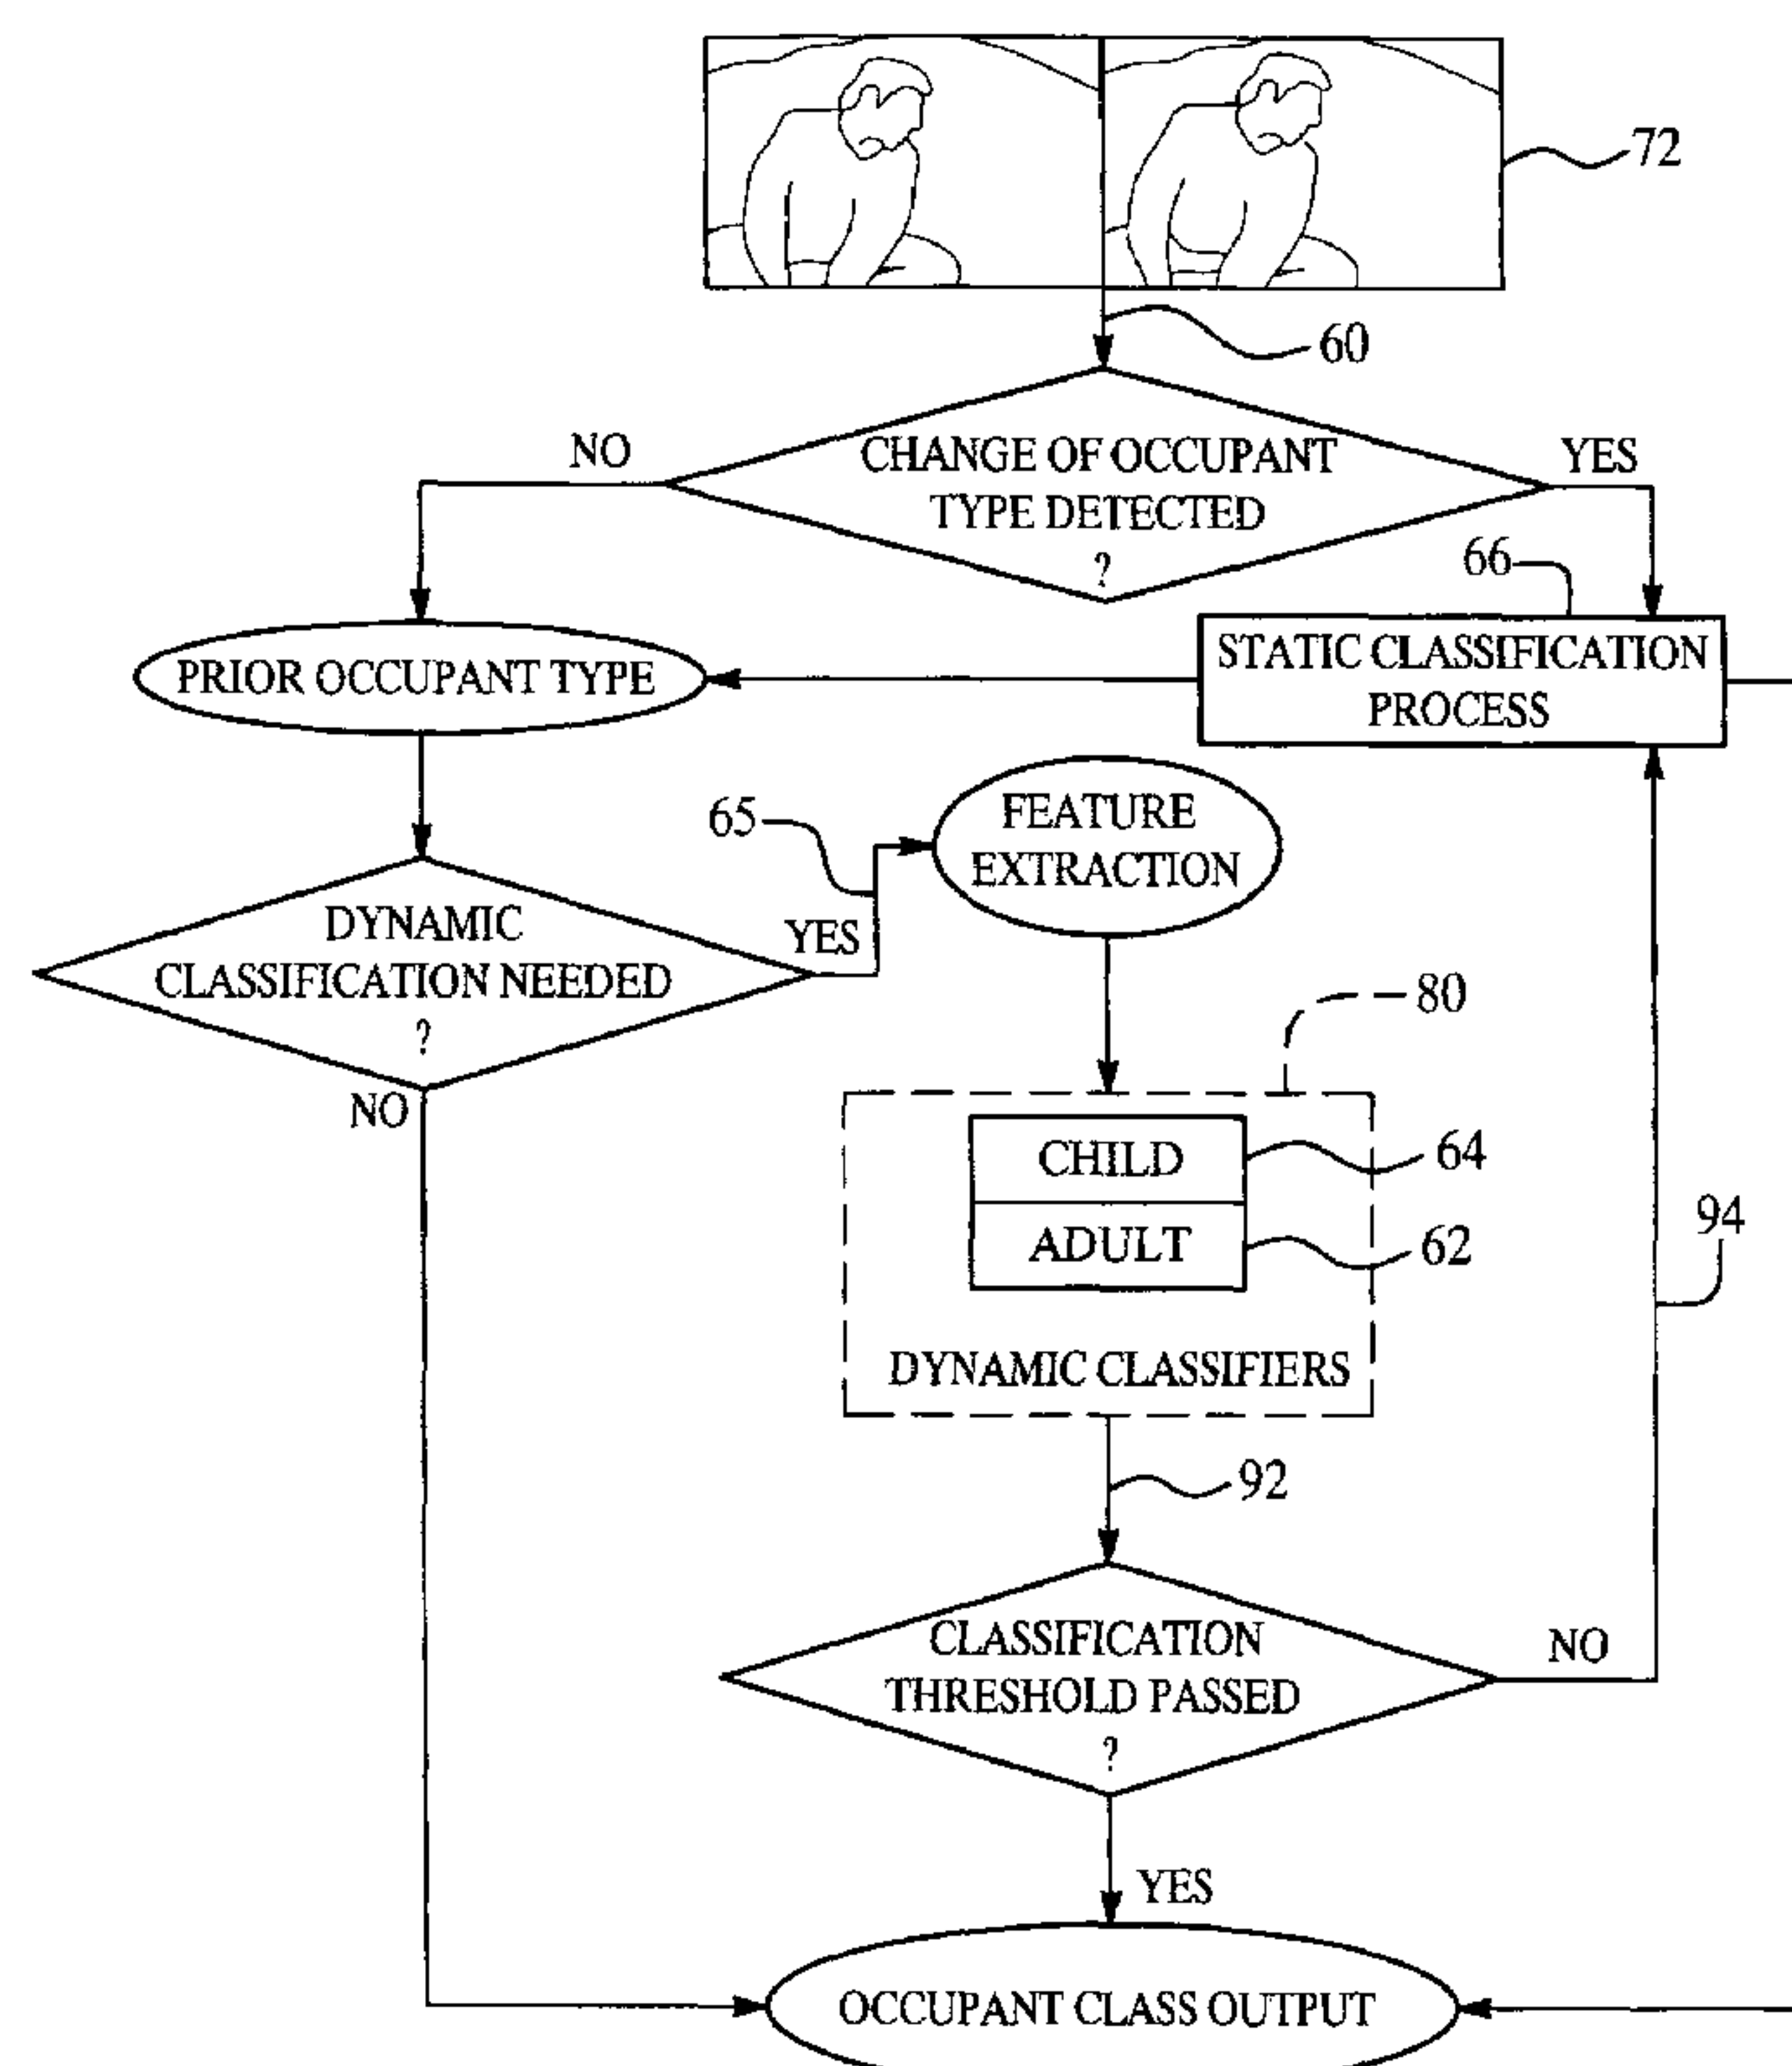 72
60
NO
CHANGE OF OCCUPANT
TYPE DETECTED
?
YES
66
STATIC CLASSIFICATION
PROCESS
PRIOR OCCUPANT TYPE
65
FEATURE
EXTRACTION
DYNAMIC
CLASSIFICATION NEEDED
?
YES
NO
80
CHILD
64
ADULT
62
94
DYNAMIC CLASSIFIERS
92
CLASSIFICATION
THRESHOLD PASSED
?
NO
YES
OCCUPANT CLASS OUTPUT